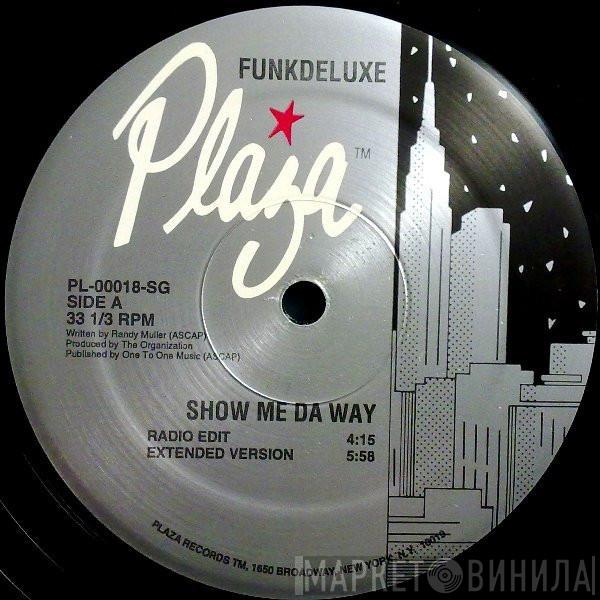 FUNKDELUXE
Plaza TM
PL-00018-SG
SIDE A
33 1/3 RPM
Written by Randy Muller (ASCAP)
Produced by The Organization
Published by One To One Music (ASCAP)
SHOW ME DA WAY
RADIO EDIT 4:15
EXTENDED VERSION 5:58
PLAZA RECORDS TM, 1650 BROADWAY, NEW YORK, N.Y. 10019
МАРКЕТ ВИНИЛА